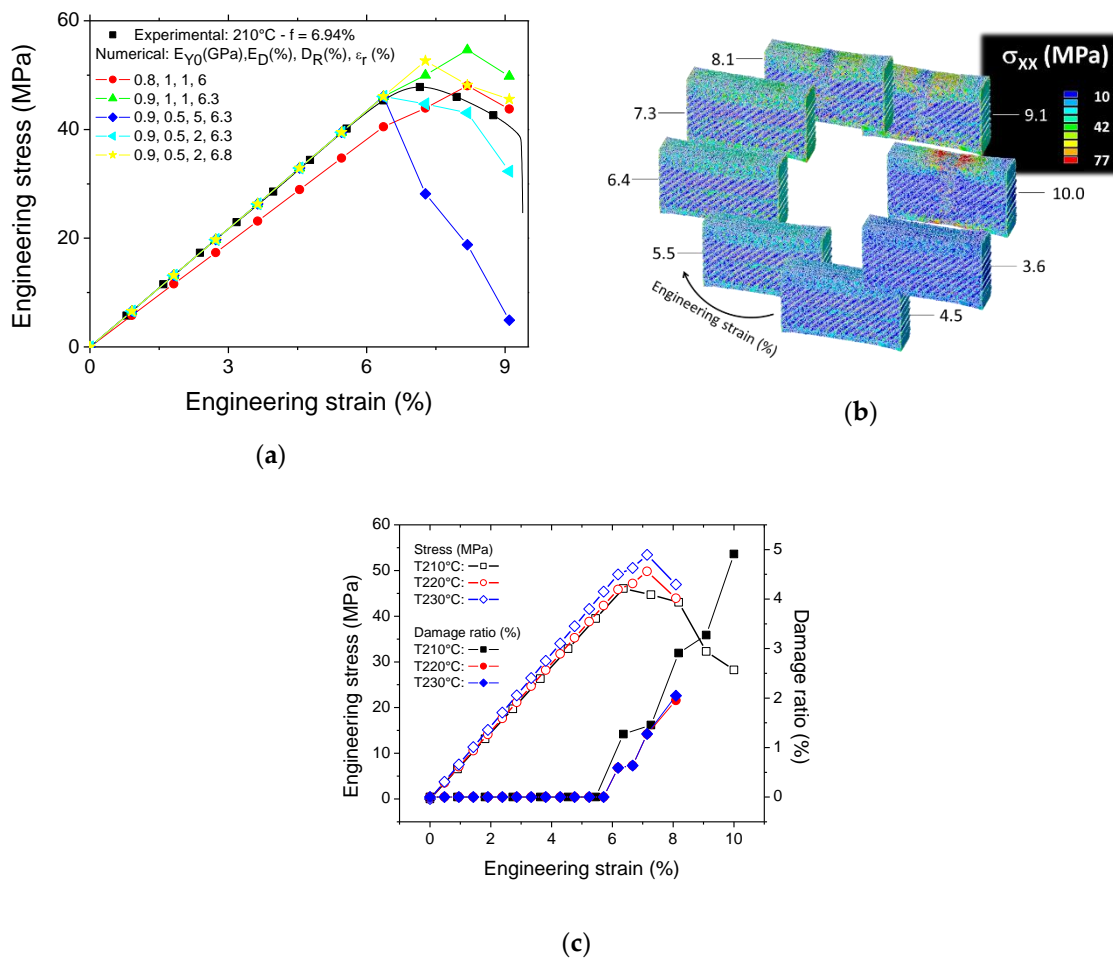 60
40
20
0
0
3
6
9
Engineering stress (MPa)
Engineering strain (%)
Experimental: 210°C - f = 6.94%
Numerical: E_Y0(GPa),E_D(%), D_R(%), ε_r (%)
0.8, 1, 1, 6
0.9, 1, 1, 6.3
0.9, 0.5, 5, 6.3
0.9, 0.5, 2, 6.3
0.9, 0.5, 2, 6.8
(a)
σ_XX (MPa)
10
42
77
8.1
9.1
7.3
6.4
10.0
5.5
3.6
4.5
Engineering strain (%)
(b)
60
50
40
30
20
10
0
Engineering stress (MPa)
Stress (MPa)
T210°C:
T220°C:
T230°C:
Damage ratio (%)
T210°C:
T220°C:
T230°C:
5
4
3
2
1
0
Damage ratio (%)
0
2
4
6
8
10
Engineering strain (%)
(c)